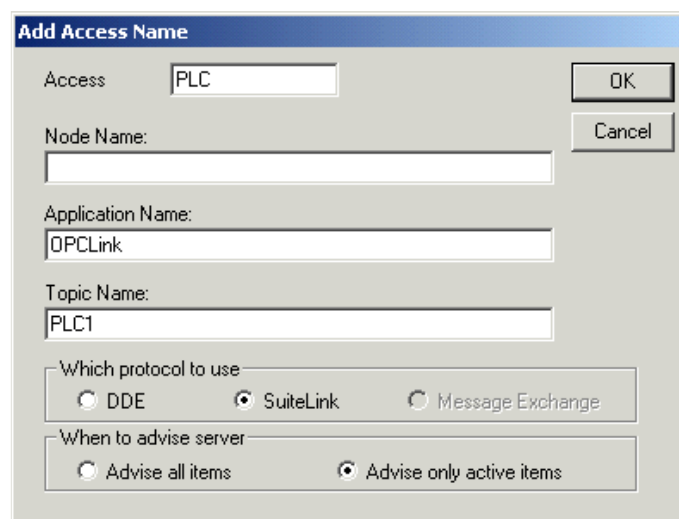 Add Access Name
Access PLC
OK
Cancel
Node Name:
Application Name:
OPCLink
Topic Name:
PLC1
Which protocol to use
DDE SuiteLink Message Exchange
When to advise server
Advise all items Advise only active items